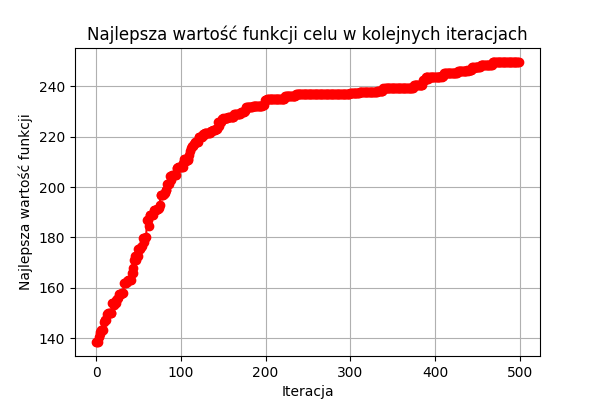 Najlepsza wartość funkcji celu w kolejnych iteracjach
Najlepsza wartość funkcji
240
220
200
180
160
140
0 100 200 300 400 500
Iteracja